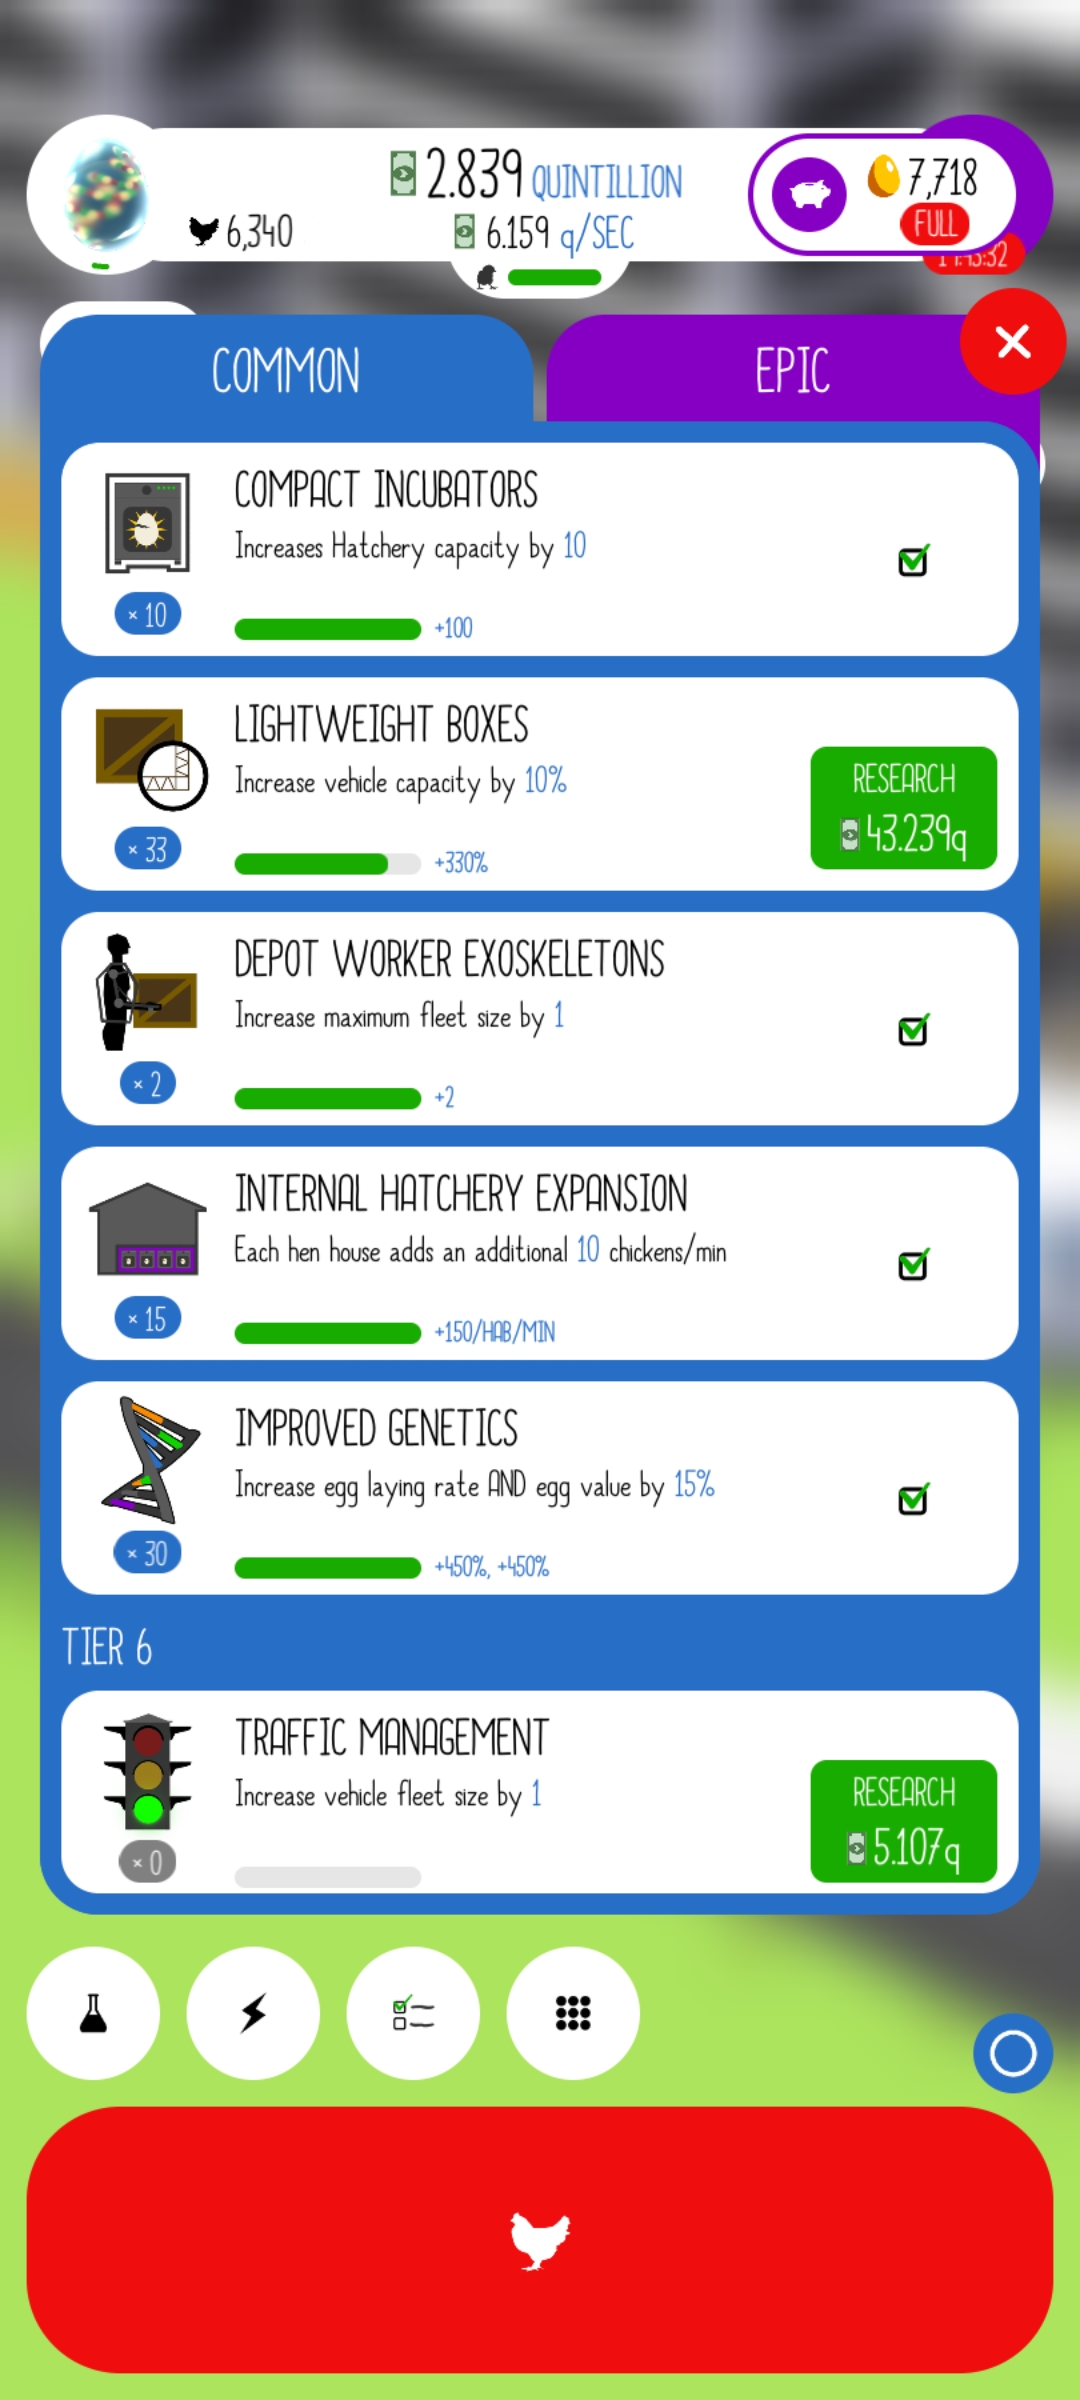 2.839 QUINTILLION
7,718
6,340
6.159 q/SEC
FULL
COMMON
EPIC
COMPACT INCUBATORS
Increases Hatchery capacity by 10
× 10
+100
LIGHTWEIGHT BOXES
Increase vehicle capacity by 10%
RESEARCH
43.239q
× 33
+330%
DEPOT WORKER EXOSKELETONS
Increase maximum fleet size by 1
× 2
+2
INTERNAL HATCHERY EXPANSION
Each hen house adds an additional 10 chickens/min
× 15
+150/HAB/MIN
IMPROVED GENETICS
Increase egg laying rate AND egg value by 15%
× 30
+450%, +450%
TIER 6
TRAFFIC MANAGEMENT
Increase vehicle fleet size by 1
RESEARCH
5.107q
× 0